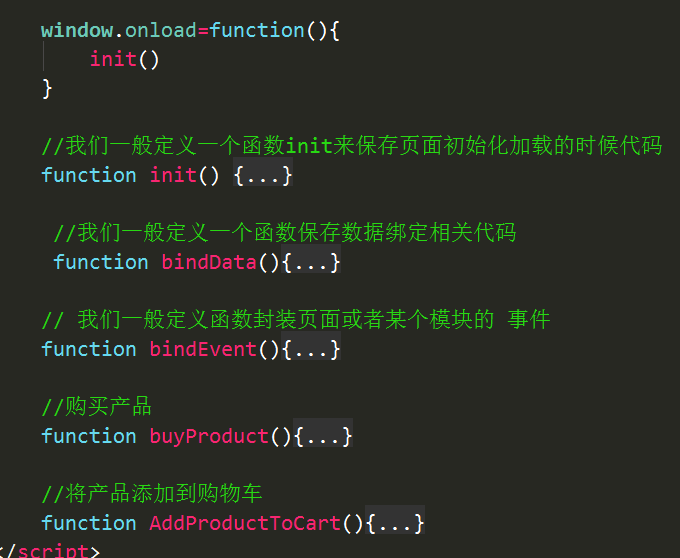 window.onload=function(){
init()
}
//我们一般定义一个函数init来保存页面初始化加载的时候代码
function init() {...}
//我们一般定义一个函数保存数据绑定相关代码
function bindData(){...}
// 我们一般定义函数封装页面或者某个模块的 事件
function bindEvent(){...}
//购买产品
function buyProduct(){...}
//将产品添加到购物车
function AddProductToCart(){...}
</script>